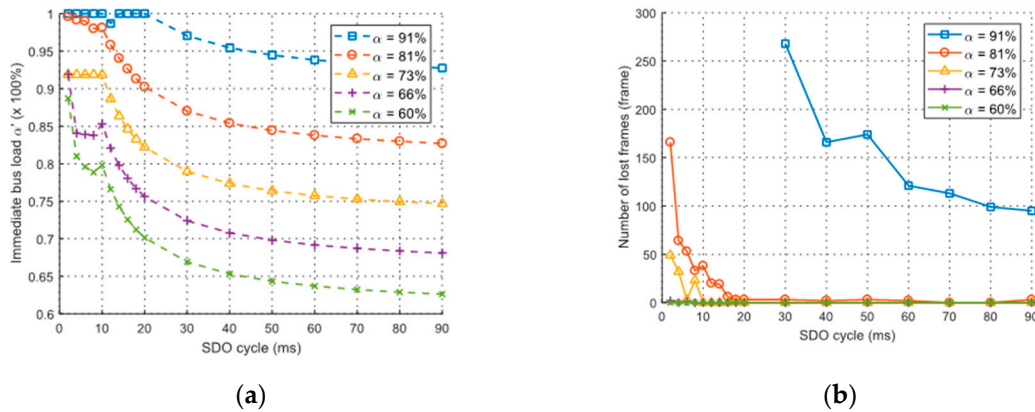 Immediate bus load α' (x 100%)
1
0.95
0.9
0.85
0.8
0.75
0.7
0.65
0.6
0 10 20 30 40 50 60 70 80 90
SDO cycle (ms)
α = 91%
α = 81%
α = 73%
α = 66%
α = 60%
(a)
Number of lost frames (frame)
300
250
200
150
100
50
0
0 10 20 30 40 50 60 70 80 90
SDO cycle (ms)
α = 91%
α = 81%
α = 73%
α = 66%
α = 60%
(b)